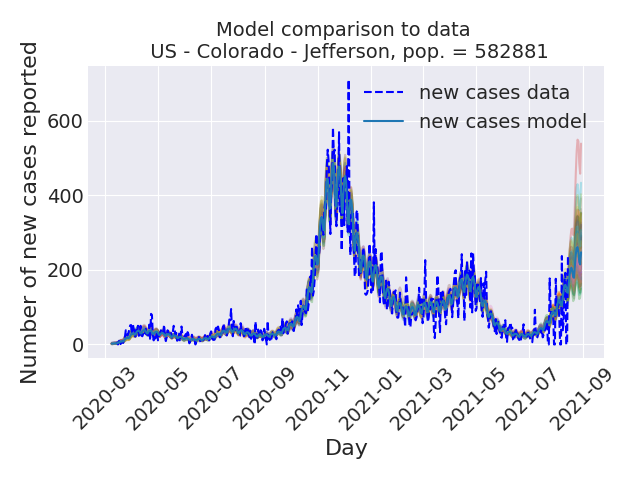 Model comparison to data
US - Colorado - Jefferson, pop. = 582881
new cases data
new cases model
Number of new cases reported
600
400
200
0
2020-03
2020-05
2020-07
2020-09
2020-11
2021-01
2021-03
2021-05
2021-07
2021-09
Day